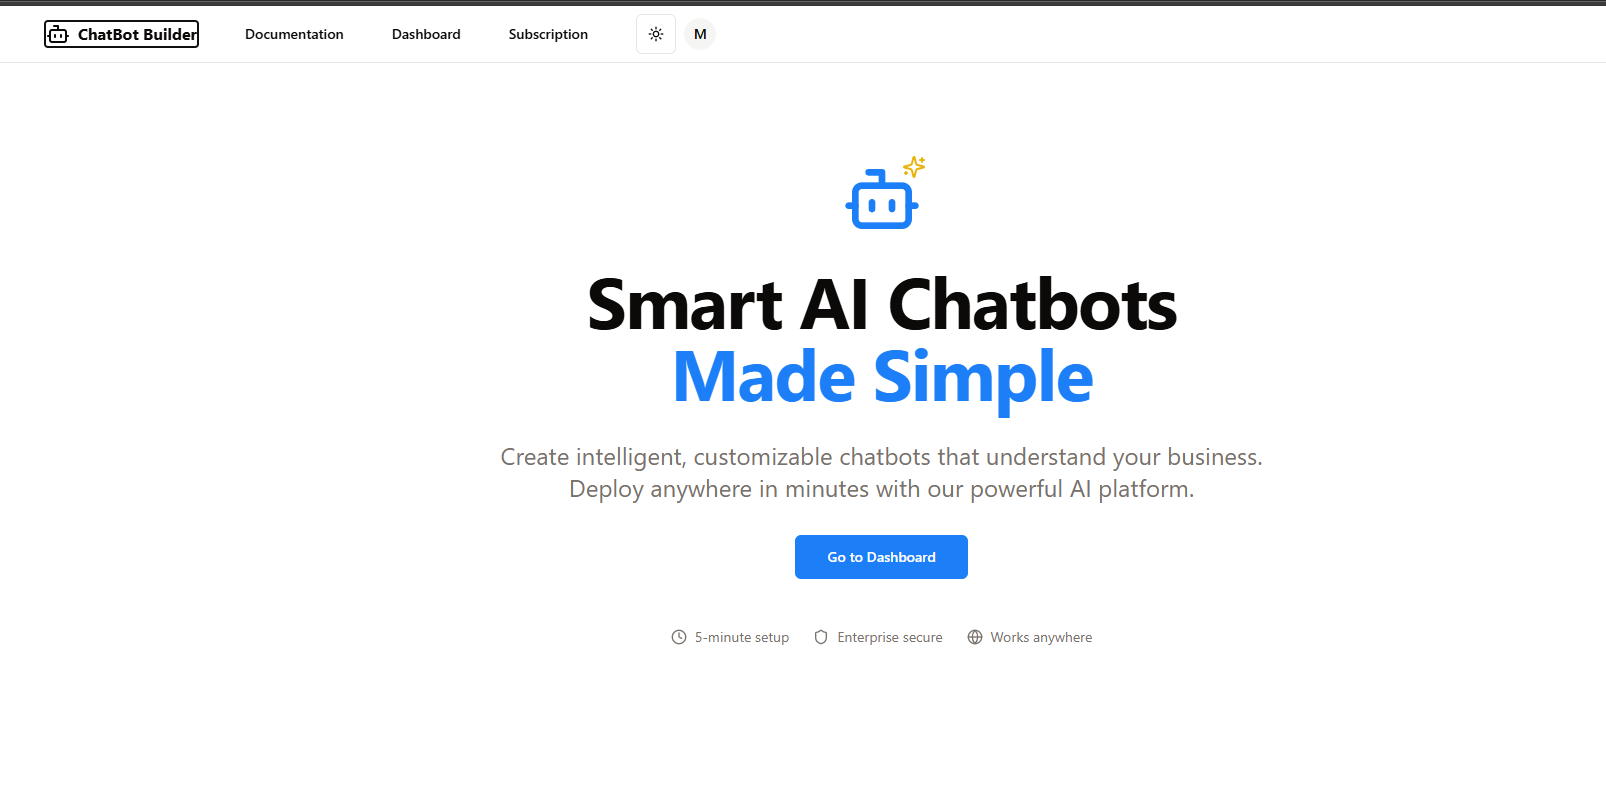 ChatBot Builder
Documentation
Dashboard
Subscription
M
Smart AI Chatbots
Made Simple
Create intelligent, customizable chatbots that understand your business.
Deploy anywhere in minutes with our powerful AI platform.
Go to Dashboard
5-minute setup
Enterprise secure
Works anywhere